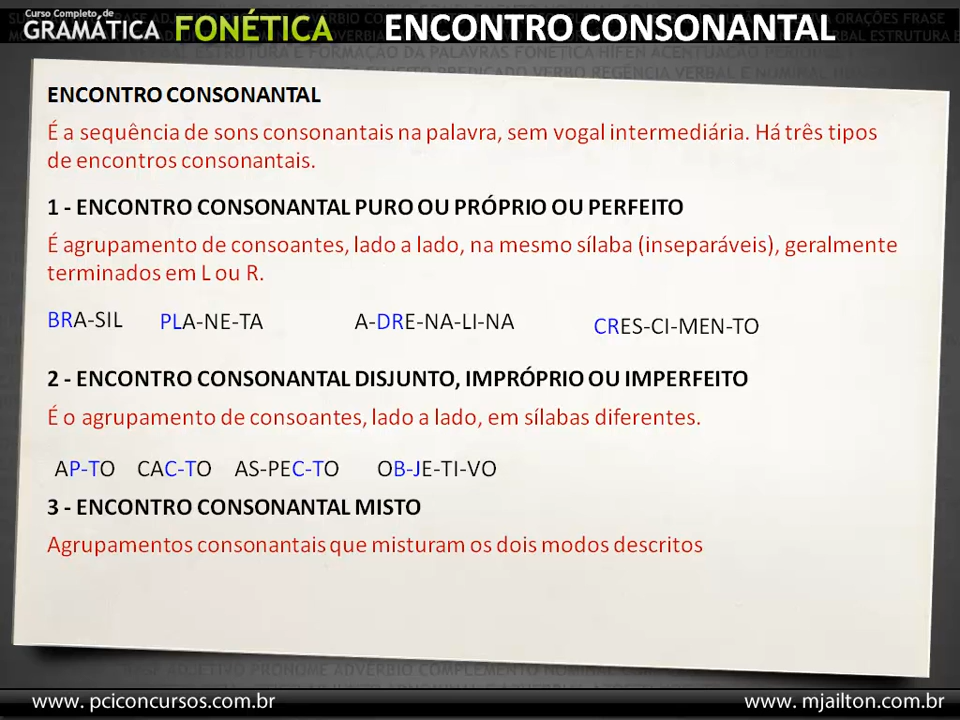 Curso Completo de
GRAMÁTICA FONÉTICA ENCONTRO CONSONANTAL
ENCONTRO CONSONANTAL
É a sequência de sons consonantais na palavra, sem vogal intermediária. Há três tipos
de encontros consonantais.
1 - ENCONTRO CONSONANTAL PURO OU PRÓPRIO OU PERFEITO
É agrupamento de consoantes, lado a lado, na mesmo sílaba (inseparáveis), geralmente
terminados em L ou R.
BRA-SIL PLA-NE-TA A-DRE-NA-LI-NA CRES-CI-MEN-TO
2 - ENCONTRO CONSONANTAL DISJUNTO, IMPRÓPRIO OU IMPERFEITO
É o agrupamento de consoantes, lado a lado, em sílabas diferentes.
AP-TO CAC-TO AS-PEC-TO OB-JE-TI-VO
3 - ENCONTRO CONSONANTAL MISTO
Agrupamentos consonantais que misturam os dois modos descritos
www. pciconcursos.com.br www. mjailton.com.br